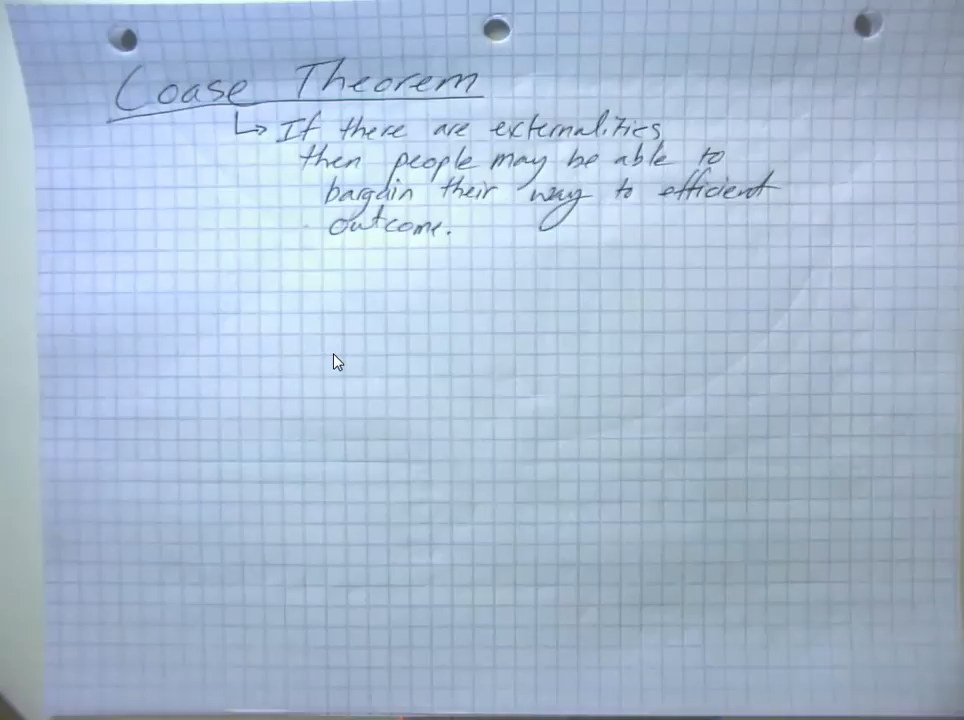 Coase Theorem
↳ If there are externalities
then people may be able to
bargain their way to efficient
outcome.